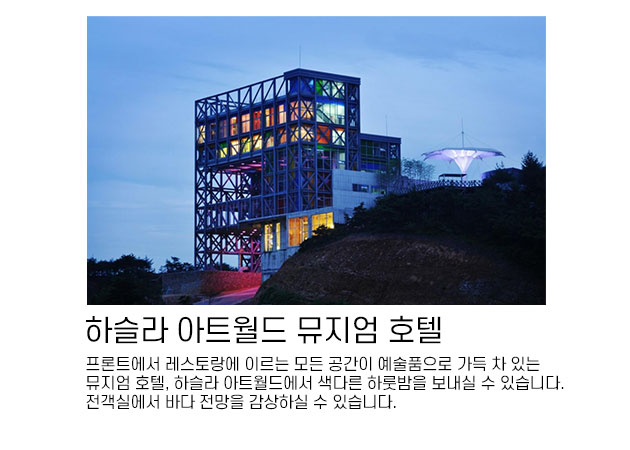 하슬라 아트월드 뮤지엄 호텔
프론트에서 레스토랑에 이르는 모든 공간이 예술품으로 가득 차 있는
뮤지엄 호텔, 하슬라 아트월드에서 색다른 하룻밤을 보내실 수 있습니다.
전객실에서 바다 전망을 감상하실 수 있습니다.